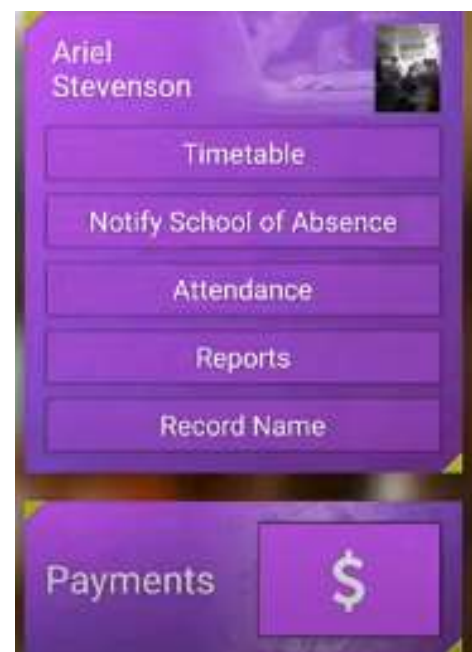 Ariel
Stevenson
Timetable
Notify School of Absence
Attendance
Reports
Record Name
Payments
$